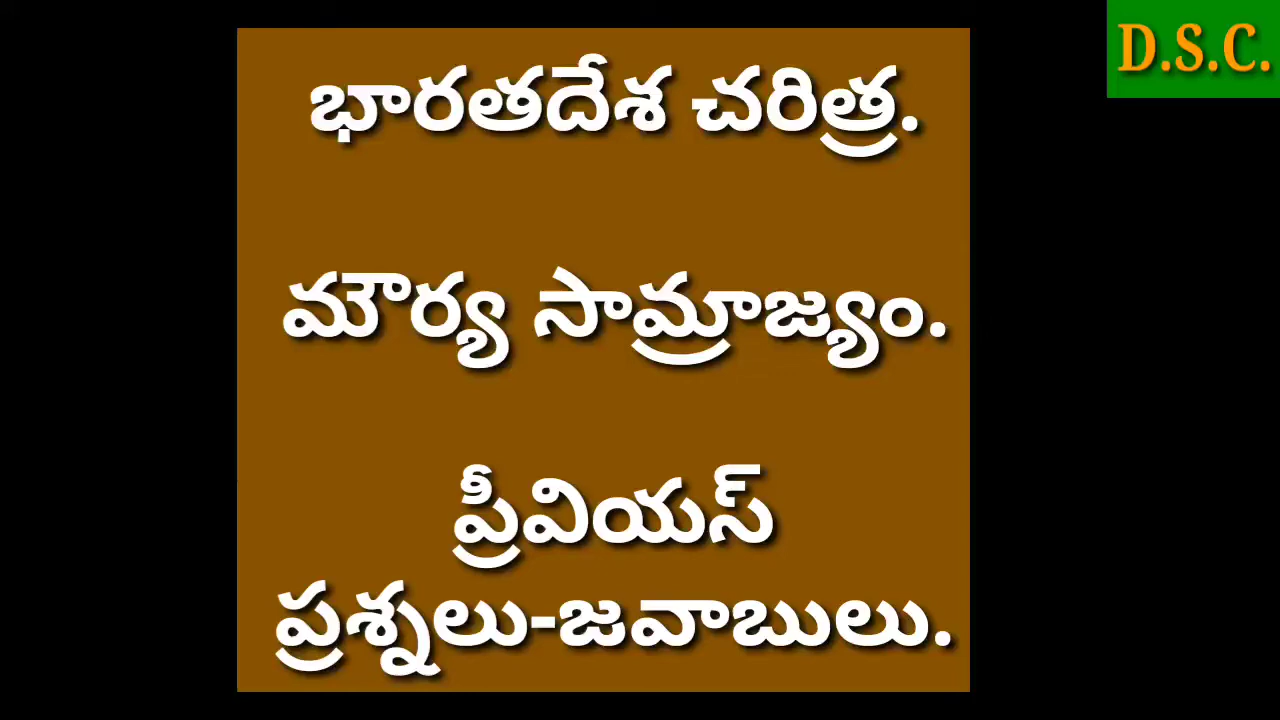 భారతదేశ చరిత్ర.
D.S.C.
మౌర్య సామ్రాజ్యం.
ప్రీవియస్
ప్రశ్నలు-జవాబులు.